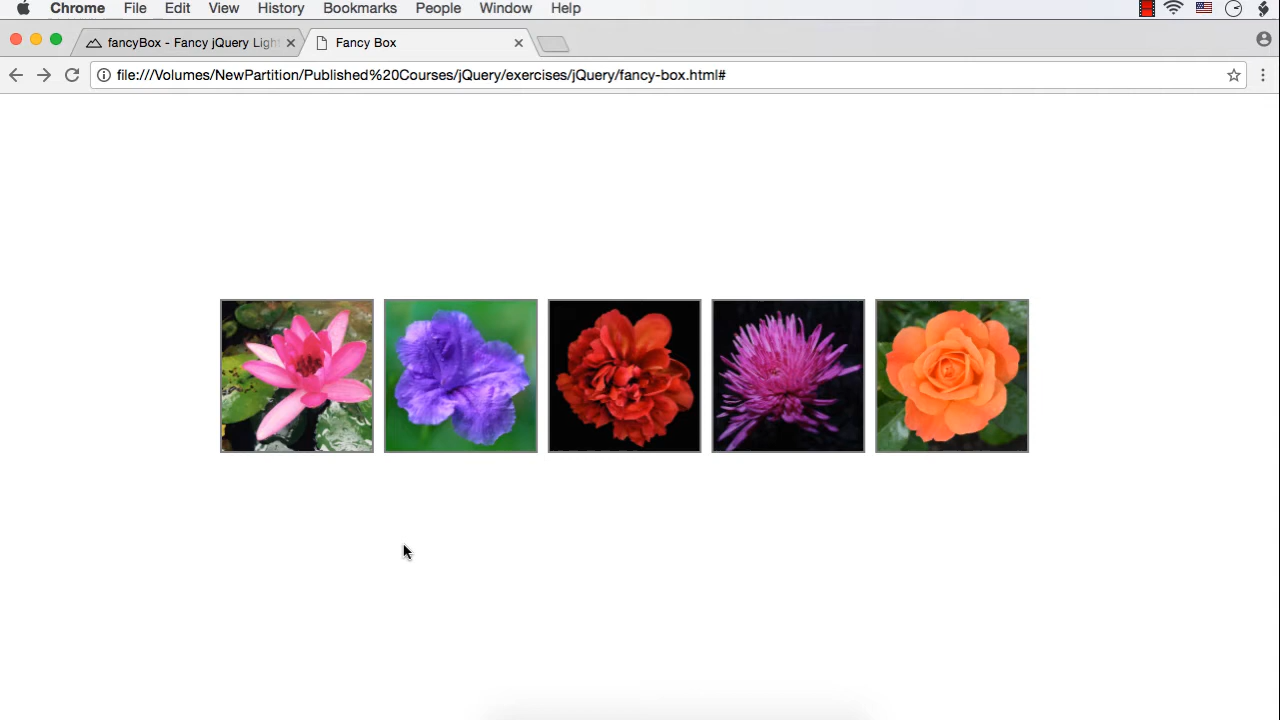 Chrome File Edit View History Bookmarks People Window Help
fancyBox - Fancy jQuery Ligh
Fancy Box
file:///Volumes/NewPartition/Published%20Courses/jQuery/exercises/jQuery/fancy-box.html#